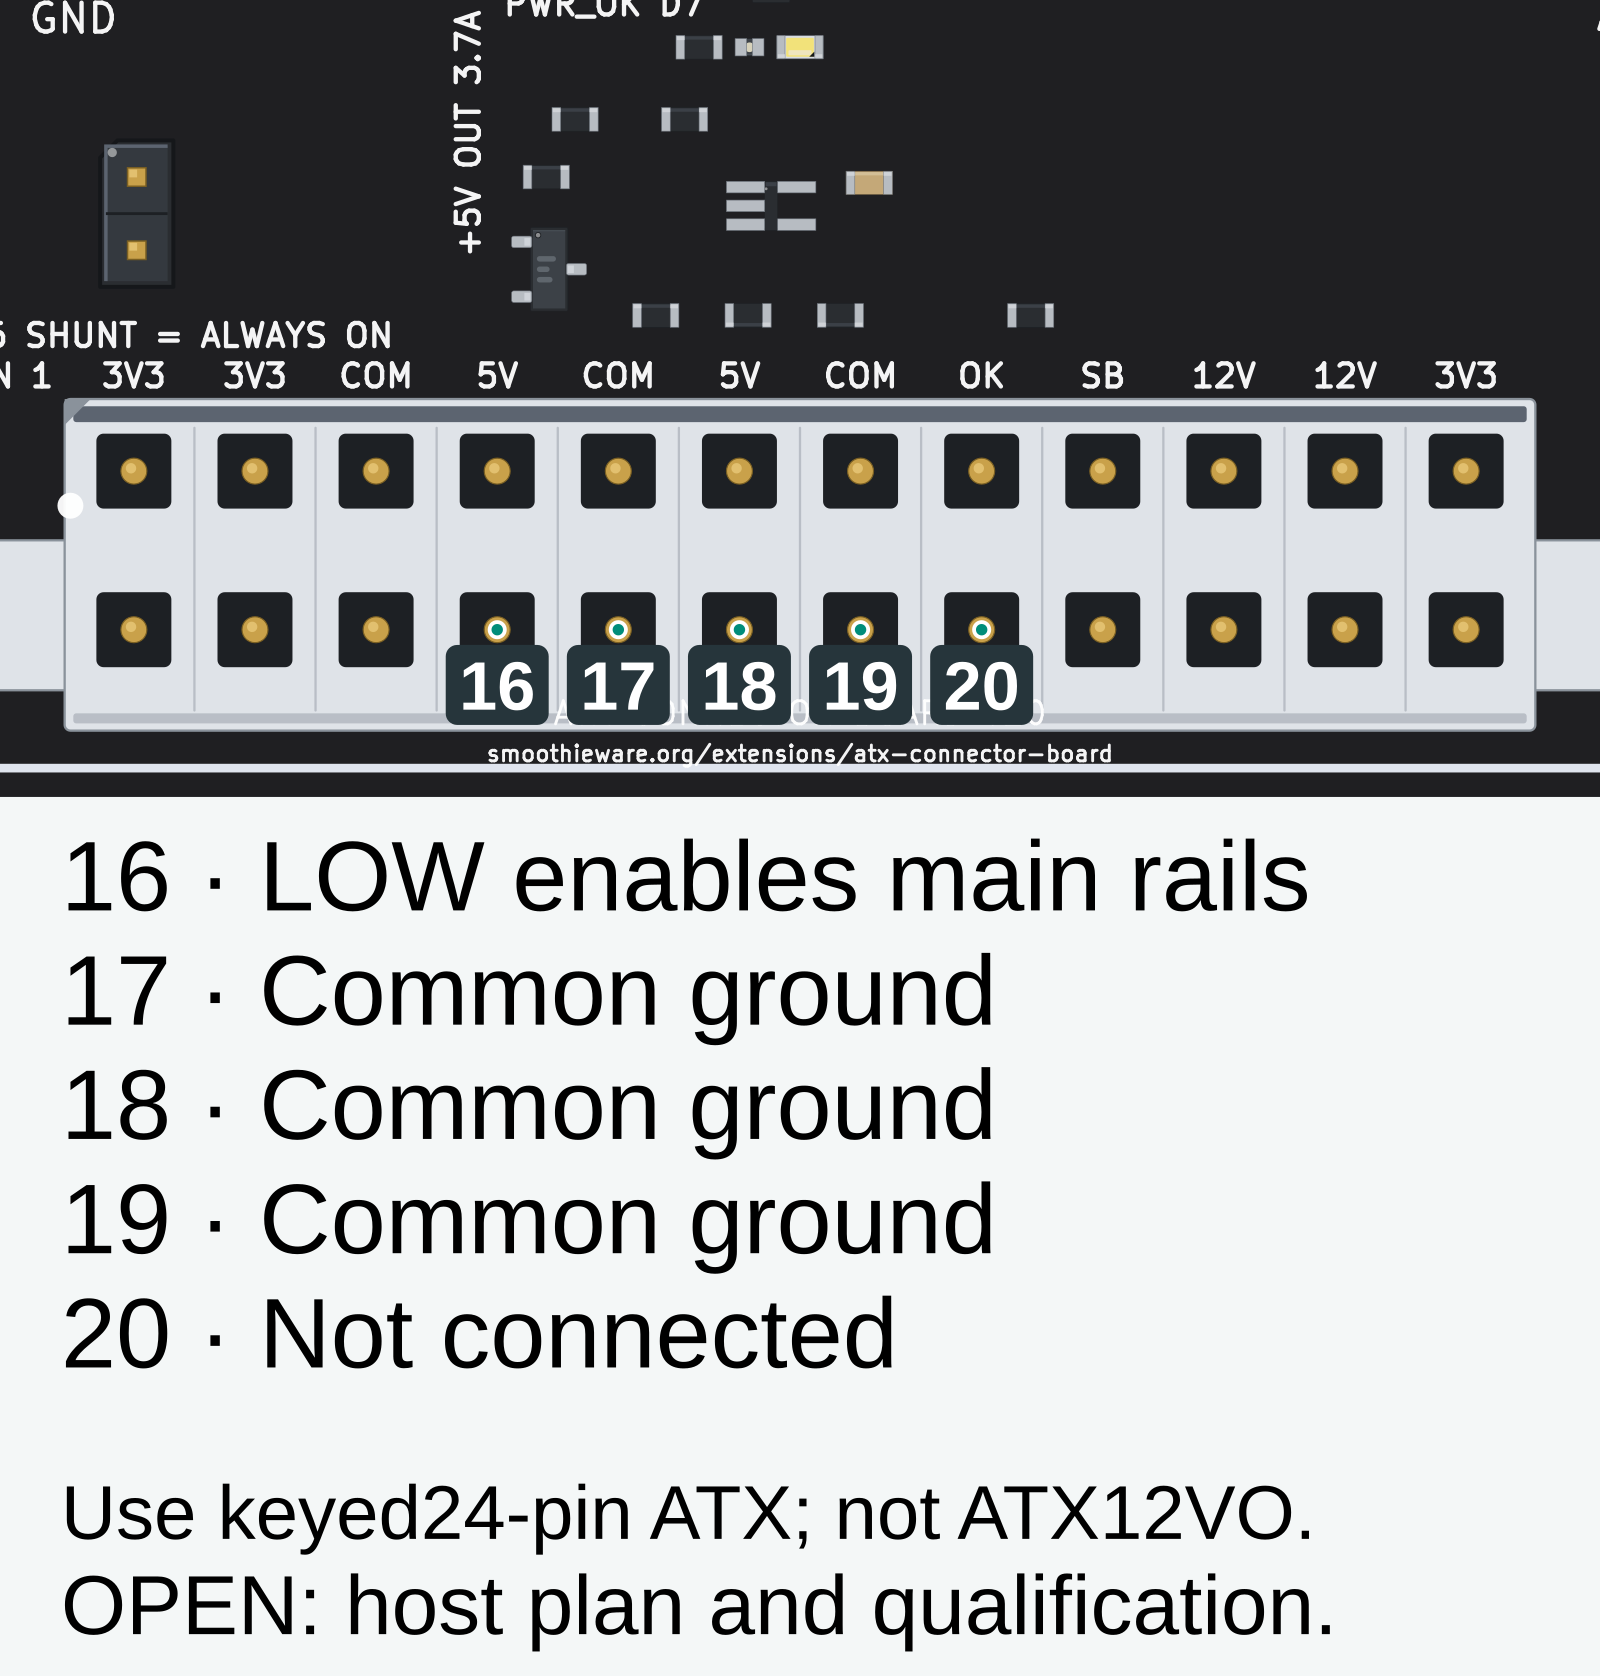 GND
PWR_OK D7
+5V OUT 3.7A
SHUNT = ALWAYS ON
1 3V3 3V3 COM 5V COM 5V COM OK SB 12V 12V 3V3
16 17 18 19 20
smoothieware.org/extensions/atx-connector-board
16 · LOW enables main rails
17 · Common ground
18 · Common ground
19 · Common ground
20 · Not connected
Use keyed24-pin ATX; not ATX12VO.
OPEN: host plan and qualification.